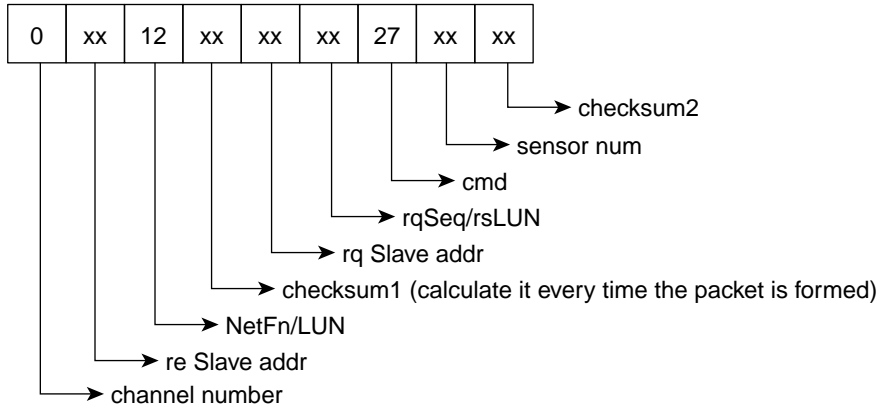 0 xx 12 xx xx xx 27 xx xx
checksum2
sensor num
cmd
rqSeq/rsLUN
rq Slave addr
checksum1 (calculate it every time the packet is formed)
NetFn/LUN
re Slave addr
channel number